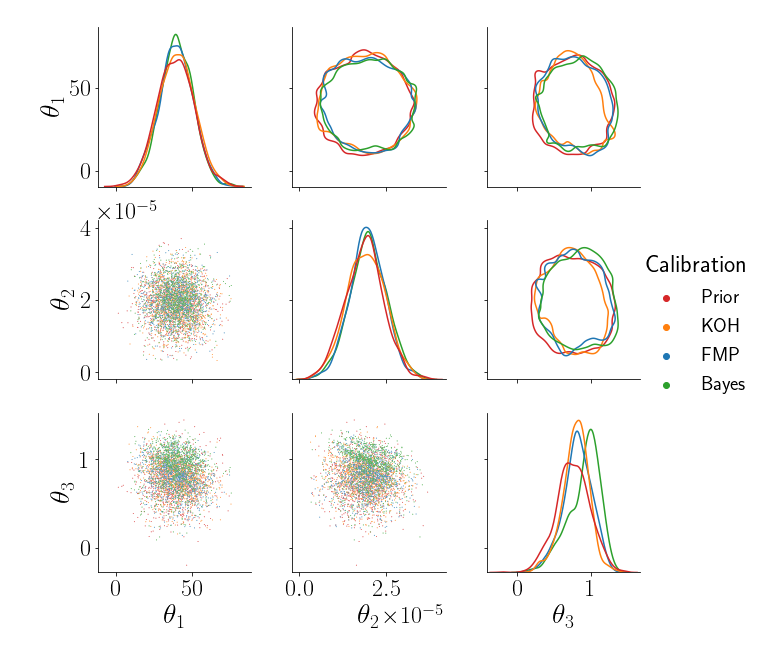 θ₁
50
0
×10⁻⁵
4
θ₂
2
0
Calibration
Prior
KOH
FMP
Bayes
θ₃
1
0
0 50
0.0 2.5
0 1
θ₁
θ₂ ×10⁻⁵
θ₃